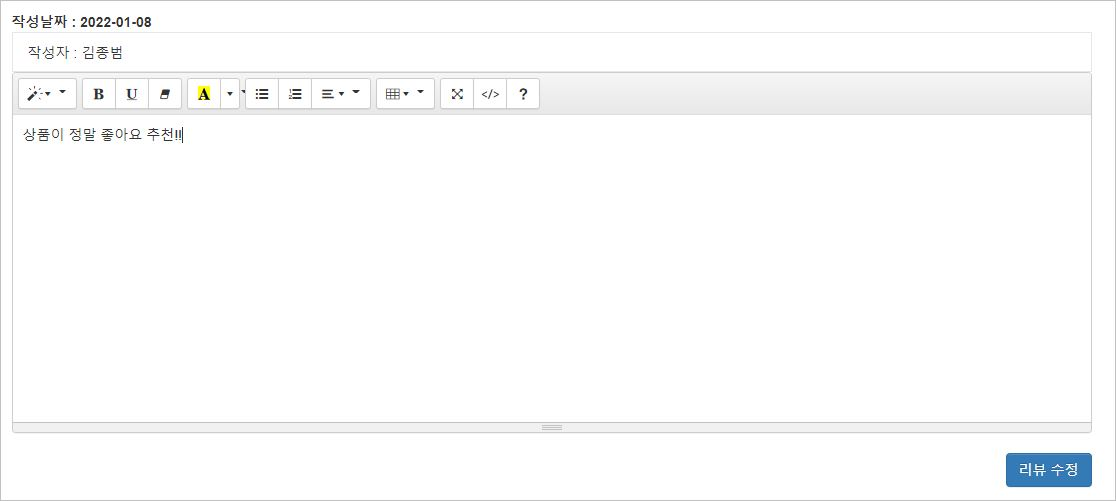 작성날짜 : 2022-01-08
작성자 : 김종범
B U A </> ?
상품이 정말 좋아요 추천!!
리뷰 수정